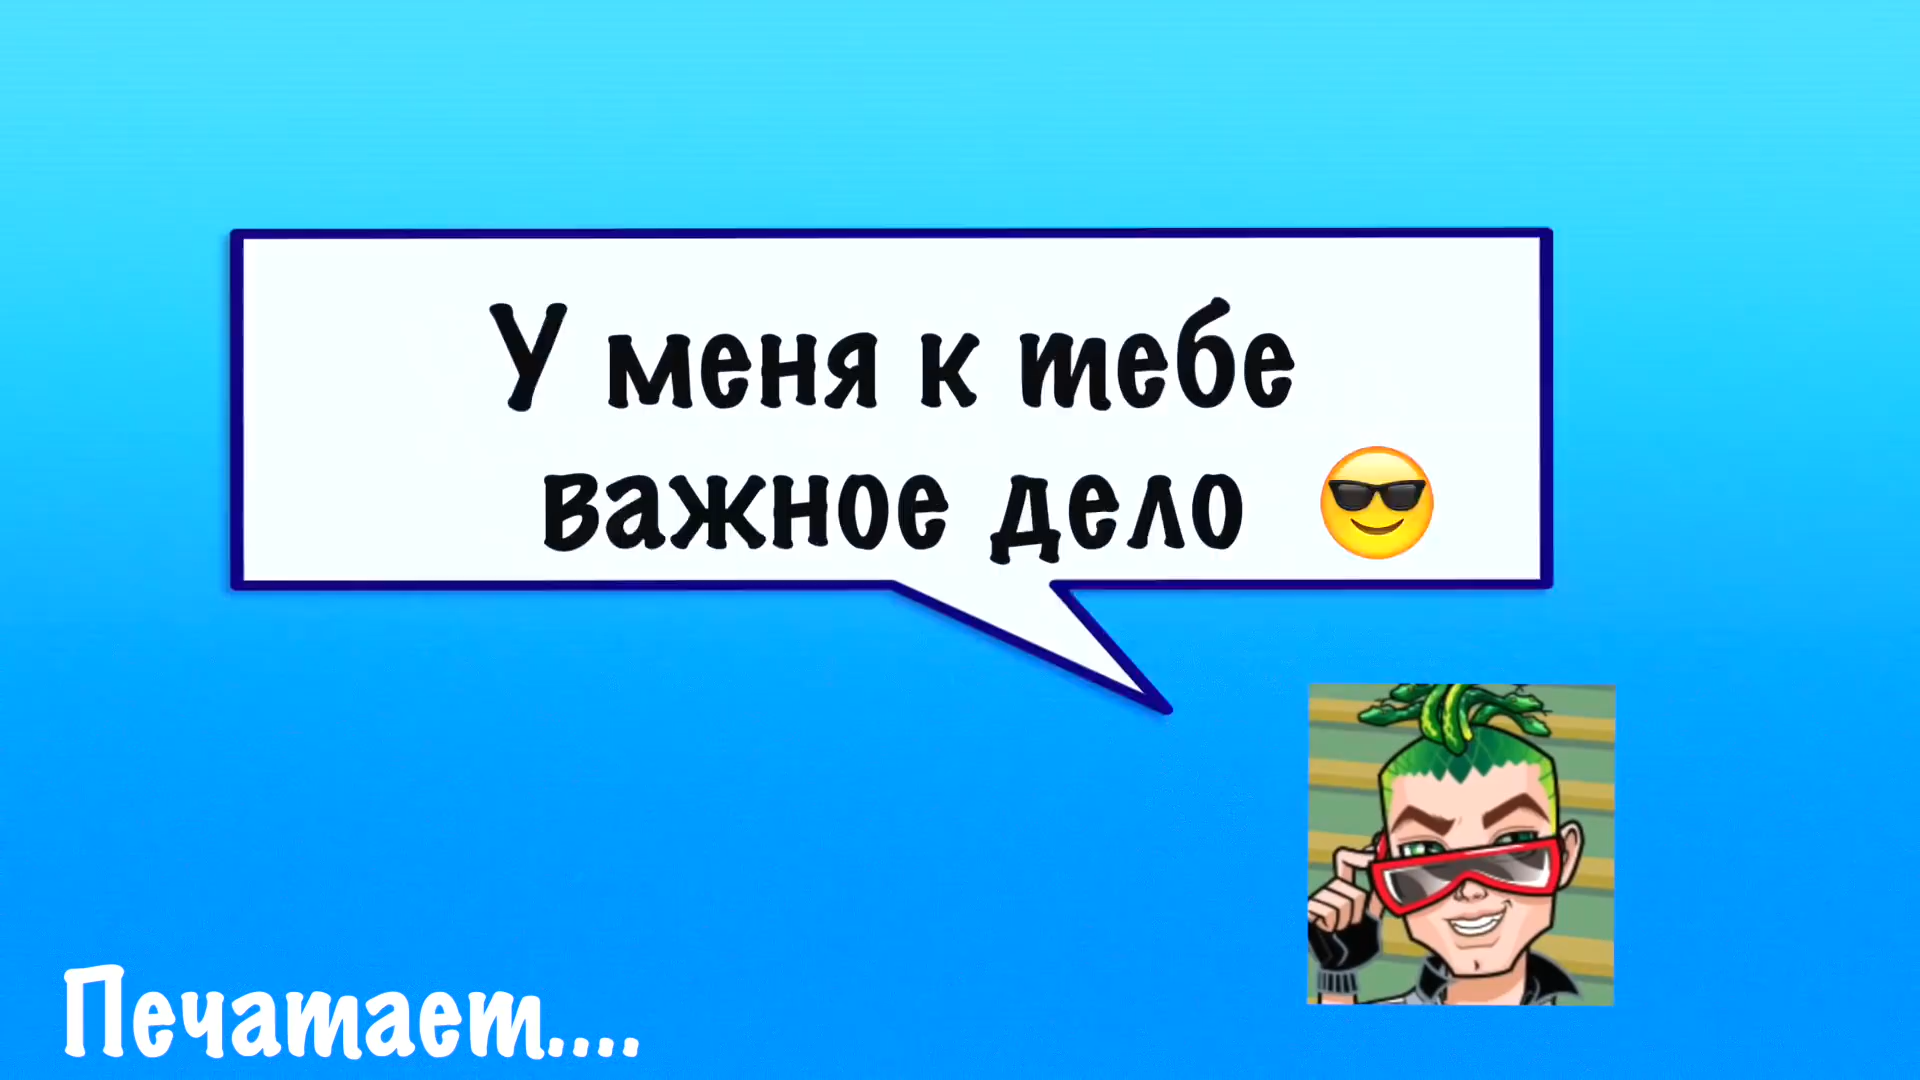 У меня к тебе
важное дело 😎
Печатает....